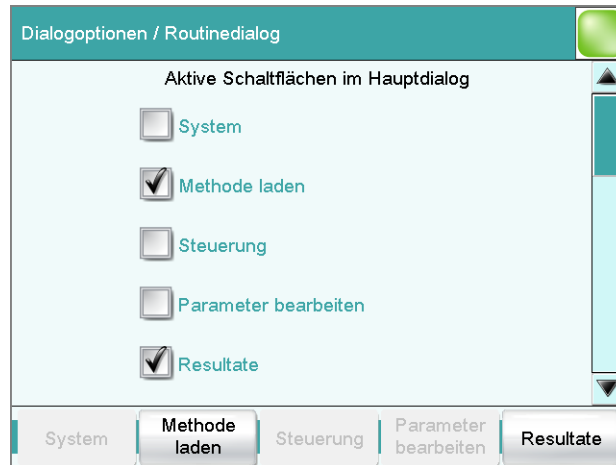 Dialogoptionen / Routinedialog
Aktive Schaltflächen im Hauptdialog
System
Methode laden
Steuerung
Parameter bearbeiten
Resultate
System
Methode
laden
Steuerung
Parameter
bearbeiten
Resultate